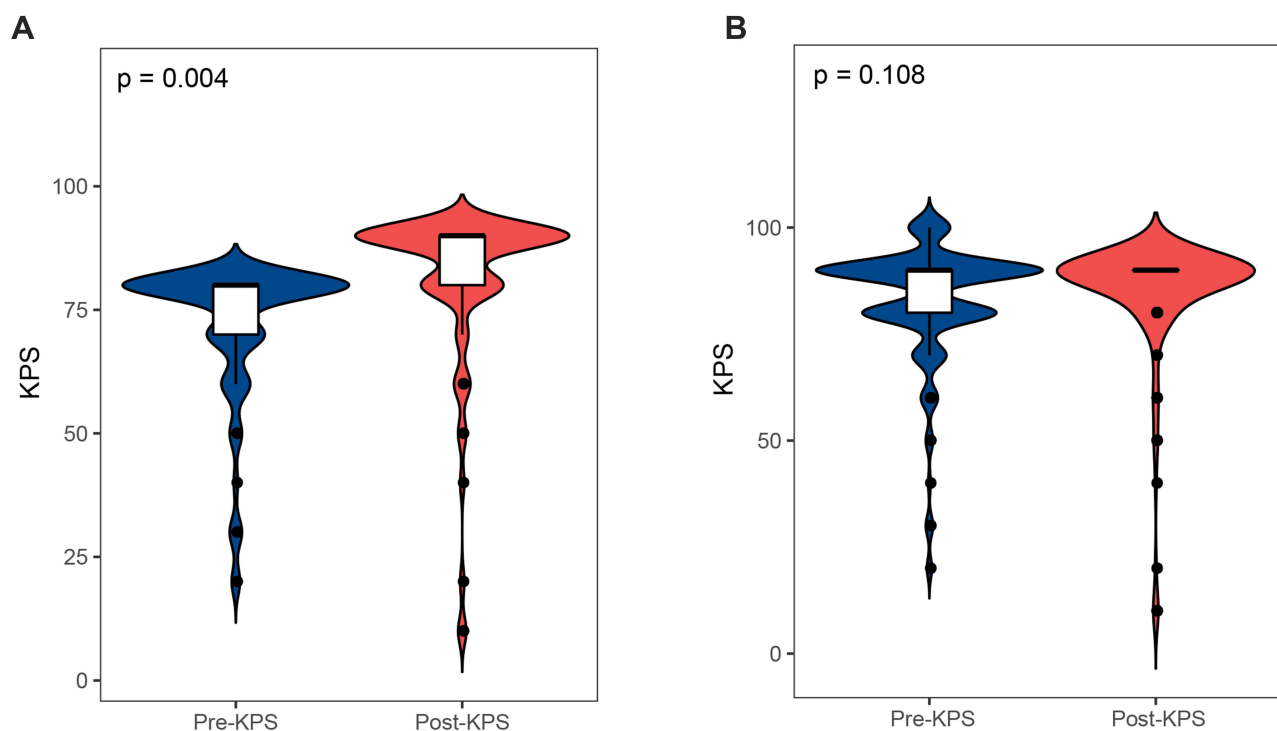 A
p = 0.004
100
75
50
25
0
KPS
Pre-KPS Post-KPS
B
p = 0.108
100
50
0
KPS
Pre-KPS Post-KPS